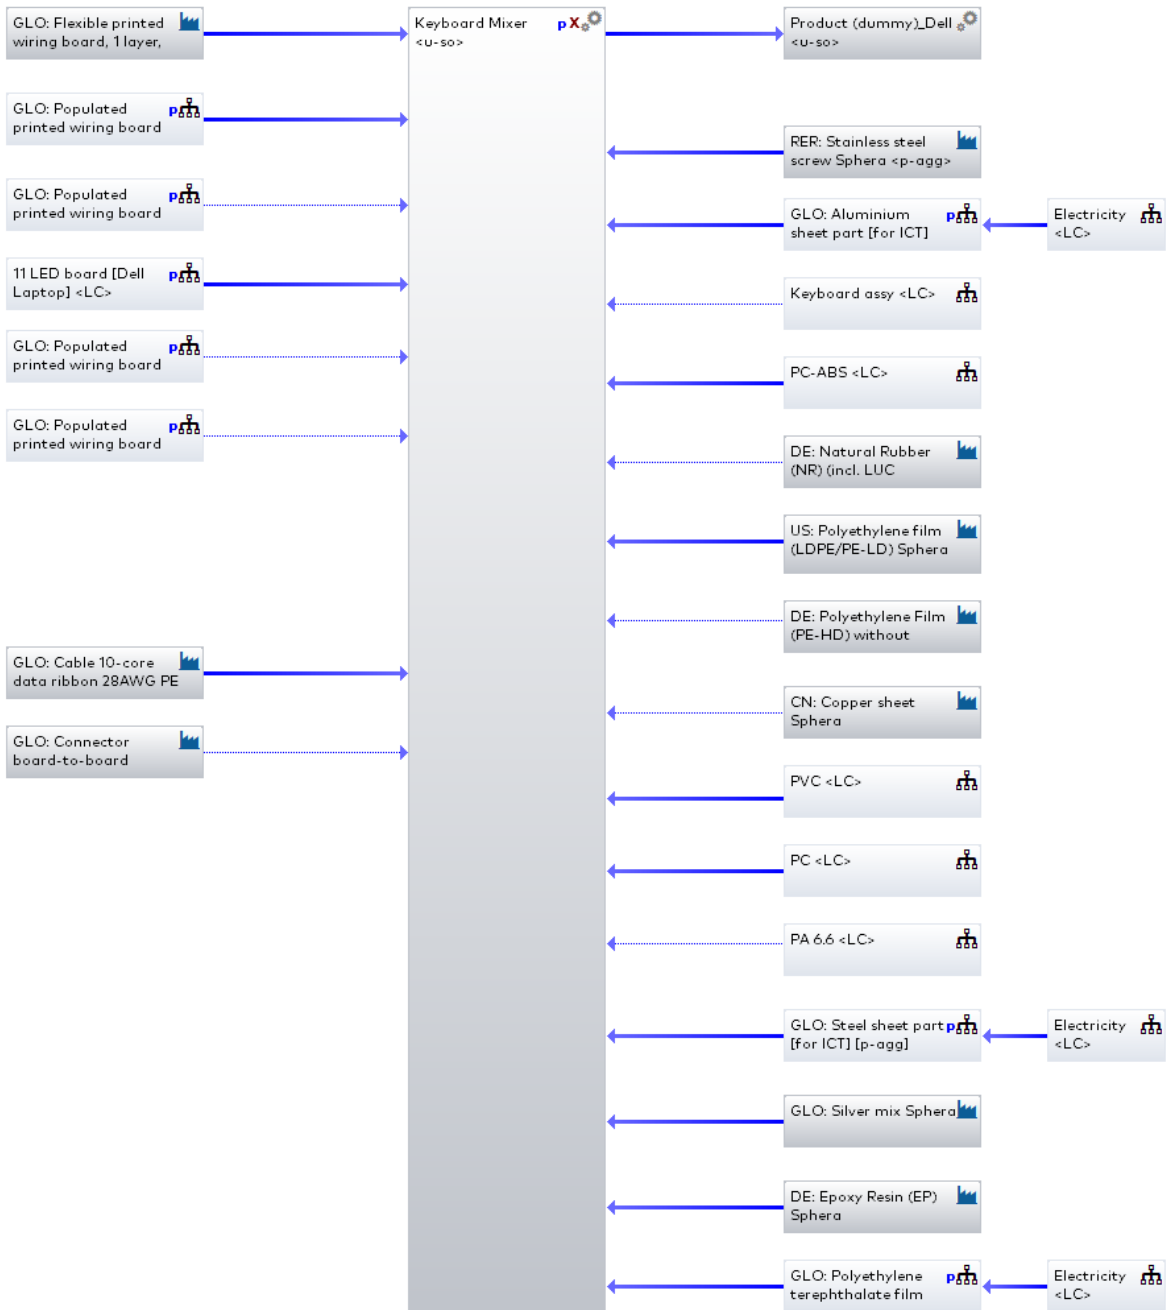 GLO: Flexible printed
wiring board, 1 layer,
GLO: Populated
printed wiring board
p
GLO: Populated
printed wiring board
p
11 LED board [Dell
Laptop] <LC>
p
GLO: Populated
printed wiring board
p
GLO: Populated
printed wiring board
p
GLO: Cable 10-core
data ribbon 28AWG PE
GLO: Connector
board-to-board
Keyboard Mixer
<u-so>
p X
Product (dummy)_Dell
<u-so>
RER: Stainless steel
screw Sphera <p-agg>
GLO: Aluminium
sheet part [for ICT]
p
Electricity
<LC>
Keyboard assy <LC>
PC-ABS <LC>
DE: Natural Rubber
(NR) (incl. LUC
US: Polyethylene film
(LDPE/PE-LD) Sphera
DE: Polyethylene Film
(PE-HD) without
CN: Copper sheet
Sphera
PVC <LC>
PC <LC>
PA 6.6 <LC>
GLO: Steel sheet part
[for ICT] [p-agg]
p
Electricity
<LC>
GLO: Silver mix Sphera
DE: Epoxy Resin (EP)
Sphera
GLO: Polyethylene
terephthalate film
p
Electricity
<LC>